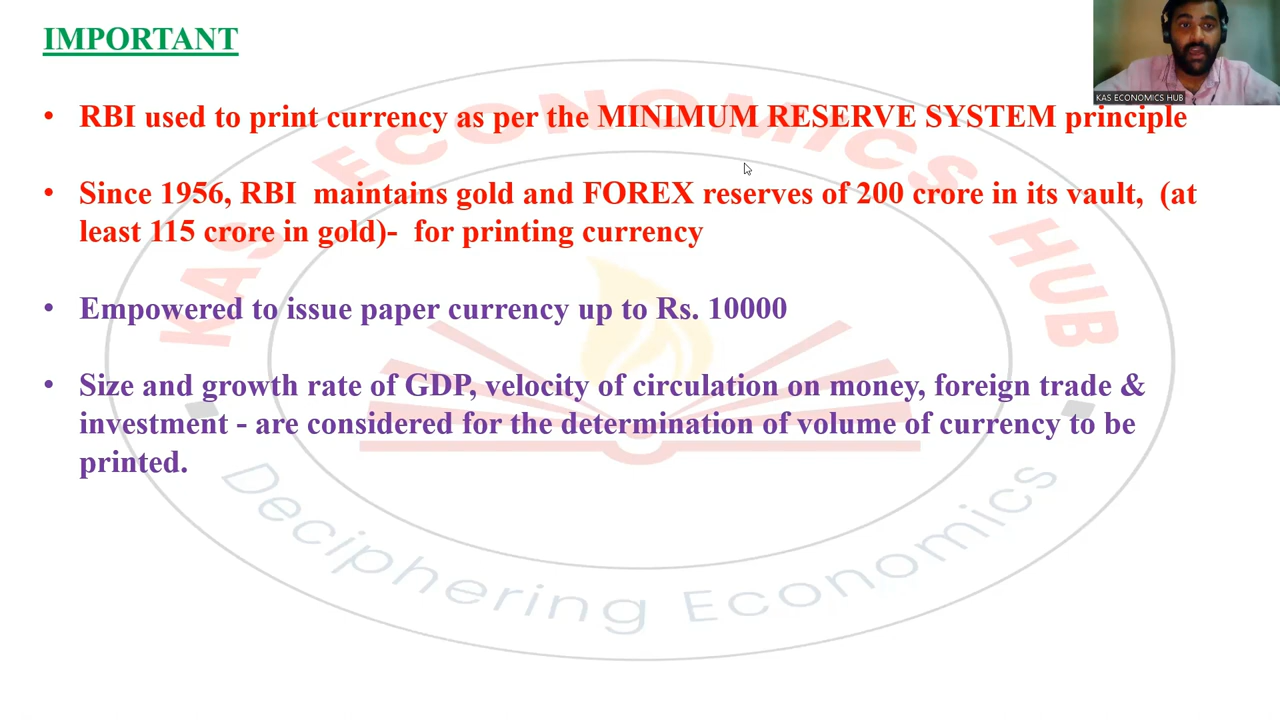 IMPORTANT
• RBI used to print currency as per the MINIMUM RESERVE SYSTEM principle
• Since 1956, RBI maintains gold and FOREX reserves of 200 crore in its vault, (at
least 115 crore in gold)- for printing currency
• Empowered to issue paper currency up to Rs. 10000
• Size and growth rate of GDP, velocity of circulation on money, foreign trade &
investment - are considered for the determination of volume of currency to be
printed.
KAS ECONOMICS HUB
KAS ECONOMICS HUB
Deciphering Economics